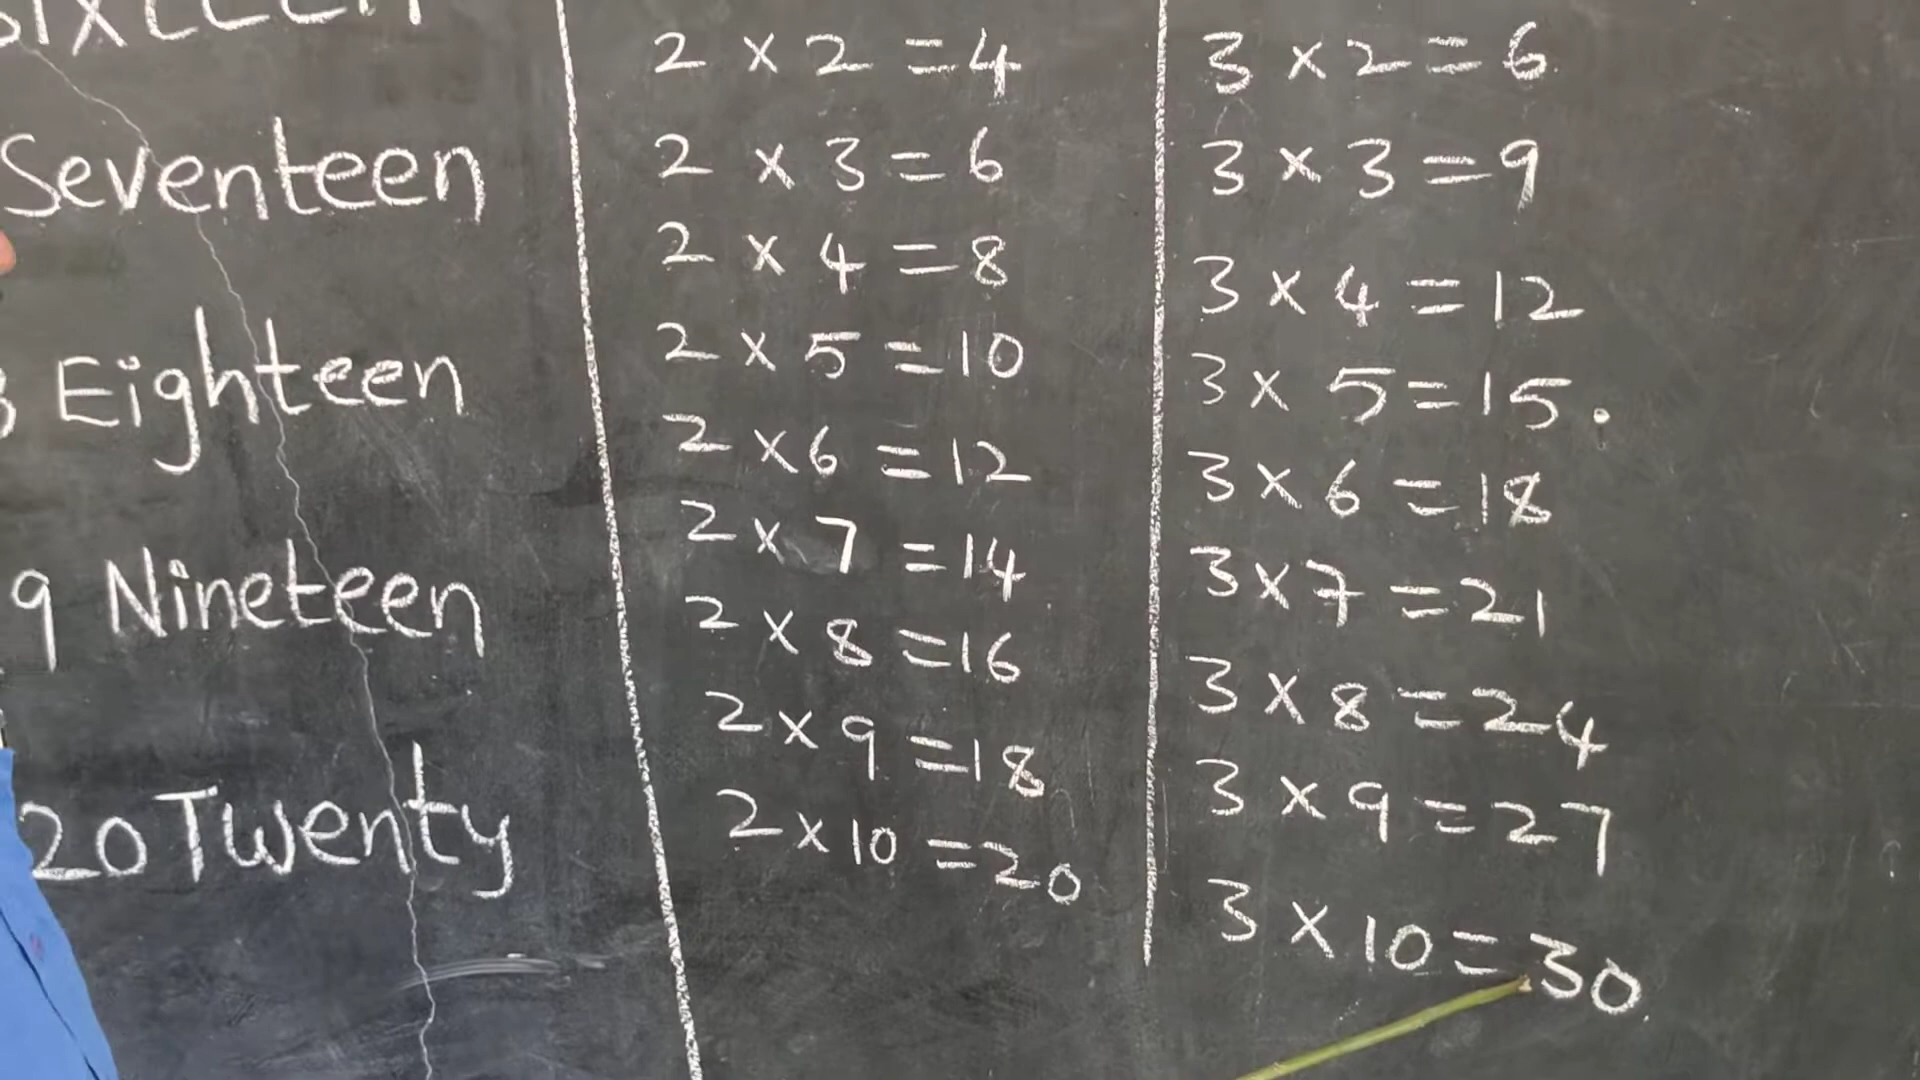 Seventeen
Eighteen
9 Nineteen
20 Twenty
2 × 2 = 4
2 × 3 = 6
2 × 4 = 8
2 × 5 = 10
2 × 6 = 12
2 × 7 = 14
2 × 8 = 16
2 × 9 = 18
2 × 10 = 20
3 × 2 = 6
3 × 3 = 9
3 × 4 = 12
3 × 5 = 15.
3 × 6 = 18
3 × 7 = 21
3 × 8 = 24
3 × 9 = 27
3 × 10 = 30